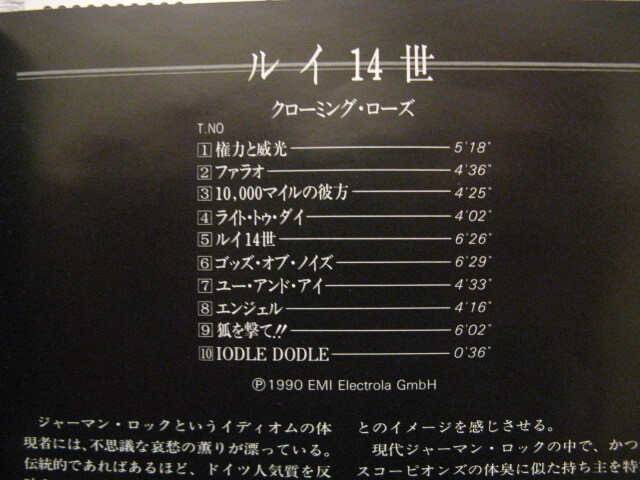 ルイ14世
クローミング・ローズ
T.NO
1 権力と威光 5'18"
2 ファラオ 4'36"
3 10,000マイルの彼方 4'25"
4 ライト・トゥ・ダイ 4'02"
5 ルイ14世 6'26"
6 ゴッズ・オブ・ノイズ 6'29"
7 ユー・アンド・アイ 4'33"
8 エンジェル 4'16"
9 狐を撃て!! 6'02"
10 IODLE DODLE 0'36"
Ⓟ1990 EMI Electrola GmbH
ジャーマン・ロックというイディオムの体
現者には、不思議な哀愁の薫りが漂っている。
伝統的であればあるほど、ドイツ人気質を反
とのイメージを感じさせる。
現代ジャーマン・ロックの中で、かつ
スコーピオンズの体臭に似た持ち主を特